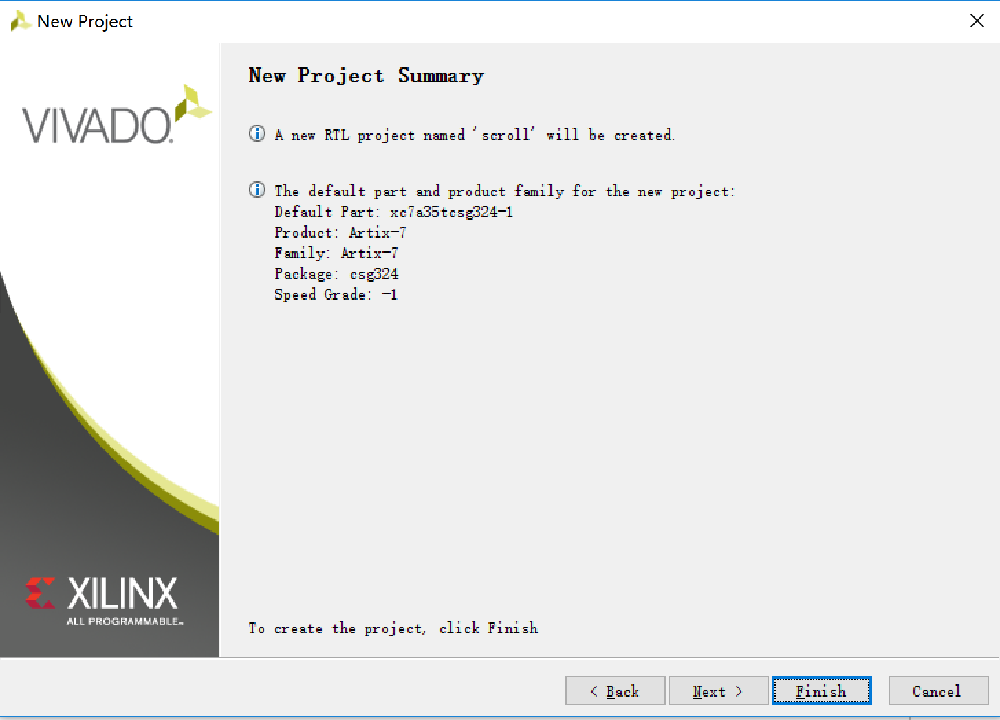 New Project
VIVADO.
New Project Summary
A new RTL project named 'scroll' will be created.
The default part and product family for the new project:
Default Part: xc7a35tcsg324-1
Product: Artix-7
Family: Artix-7
Package: csg324
Speed Grade: -1
XILINX
ALL PROGRAMMABLE™
To create the project, click Finish
< Back
Next >
Finish
Cancel